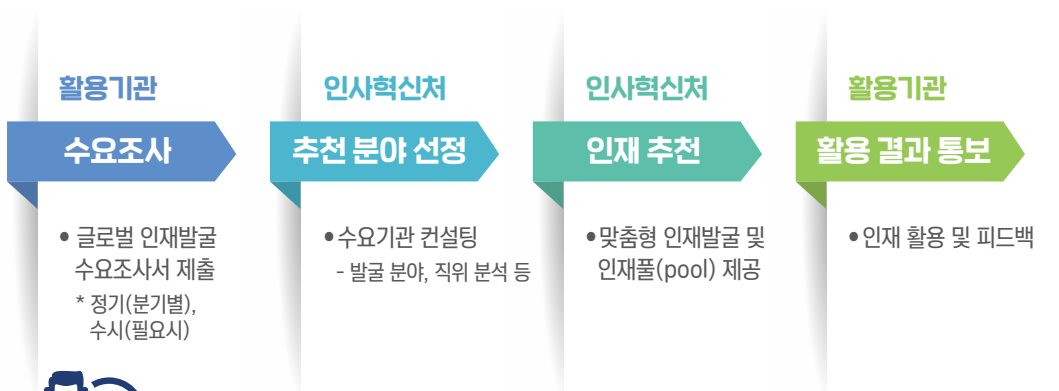 활용기관
수요조사
• 글로벌 인재발굴
수요조사서 제출
* 정기(분기별),
수시(필요시)
인사혁신처
추천 분야 선정
• 수요기관 컨설팅
- 발굴 분야, 직위 분석 등
인사혁신처
인재 추천
• 맞춤형 인재발굴 및
인재풀(pool) 제공
활용기관
활용 결과 통보
• 인재 활용 및 피드백